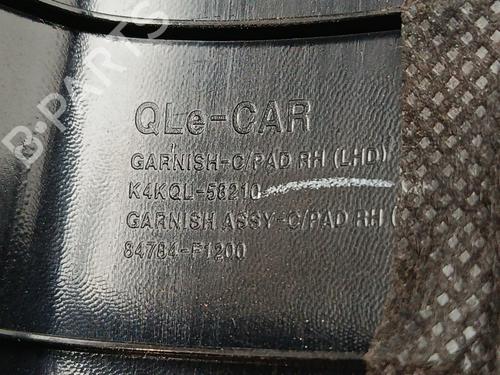 QLe-CAR
GARNISH-C/PAD RH (LHD)
K4KQL-58210
GARNISH ASSY-C/PAD RH (
84784-F1200
B-PARTS